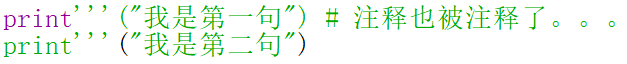 print'''("我是第一句") # 注释也被注释了。。。
print'''("我是第二句")